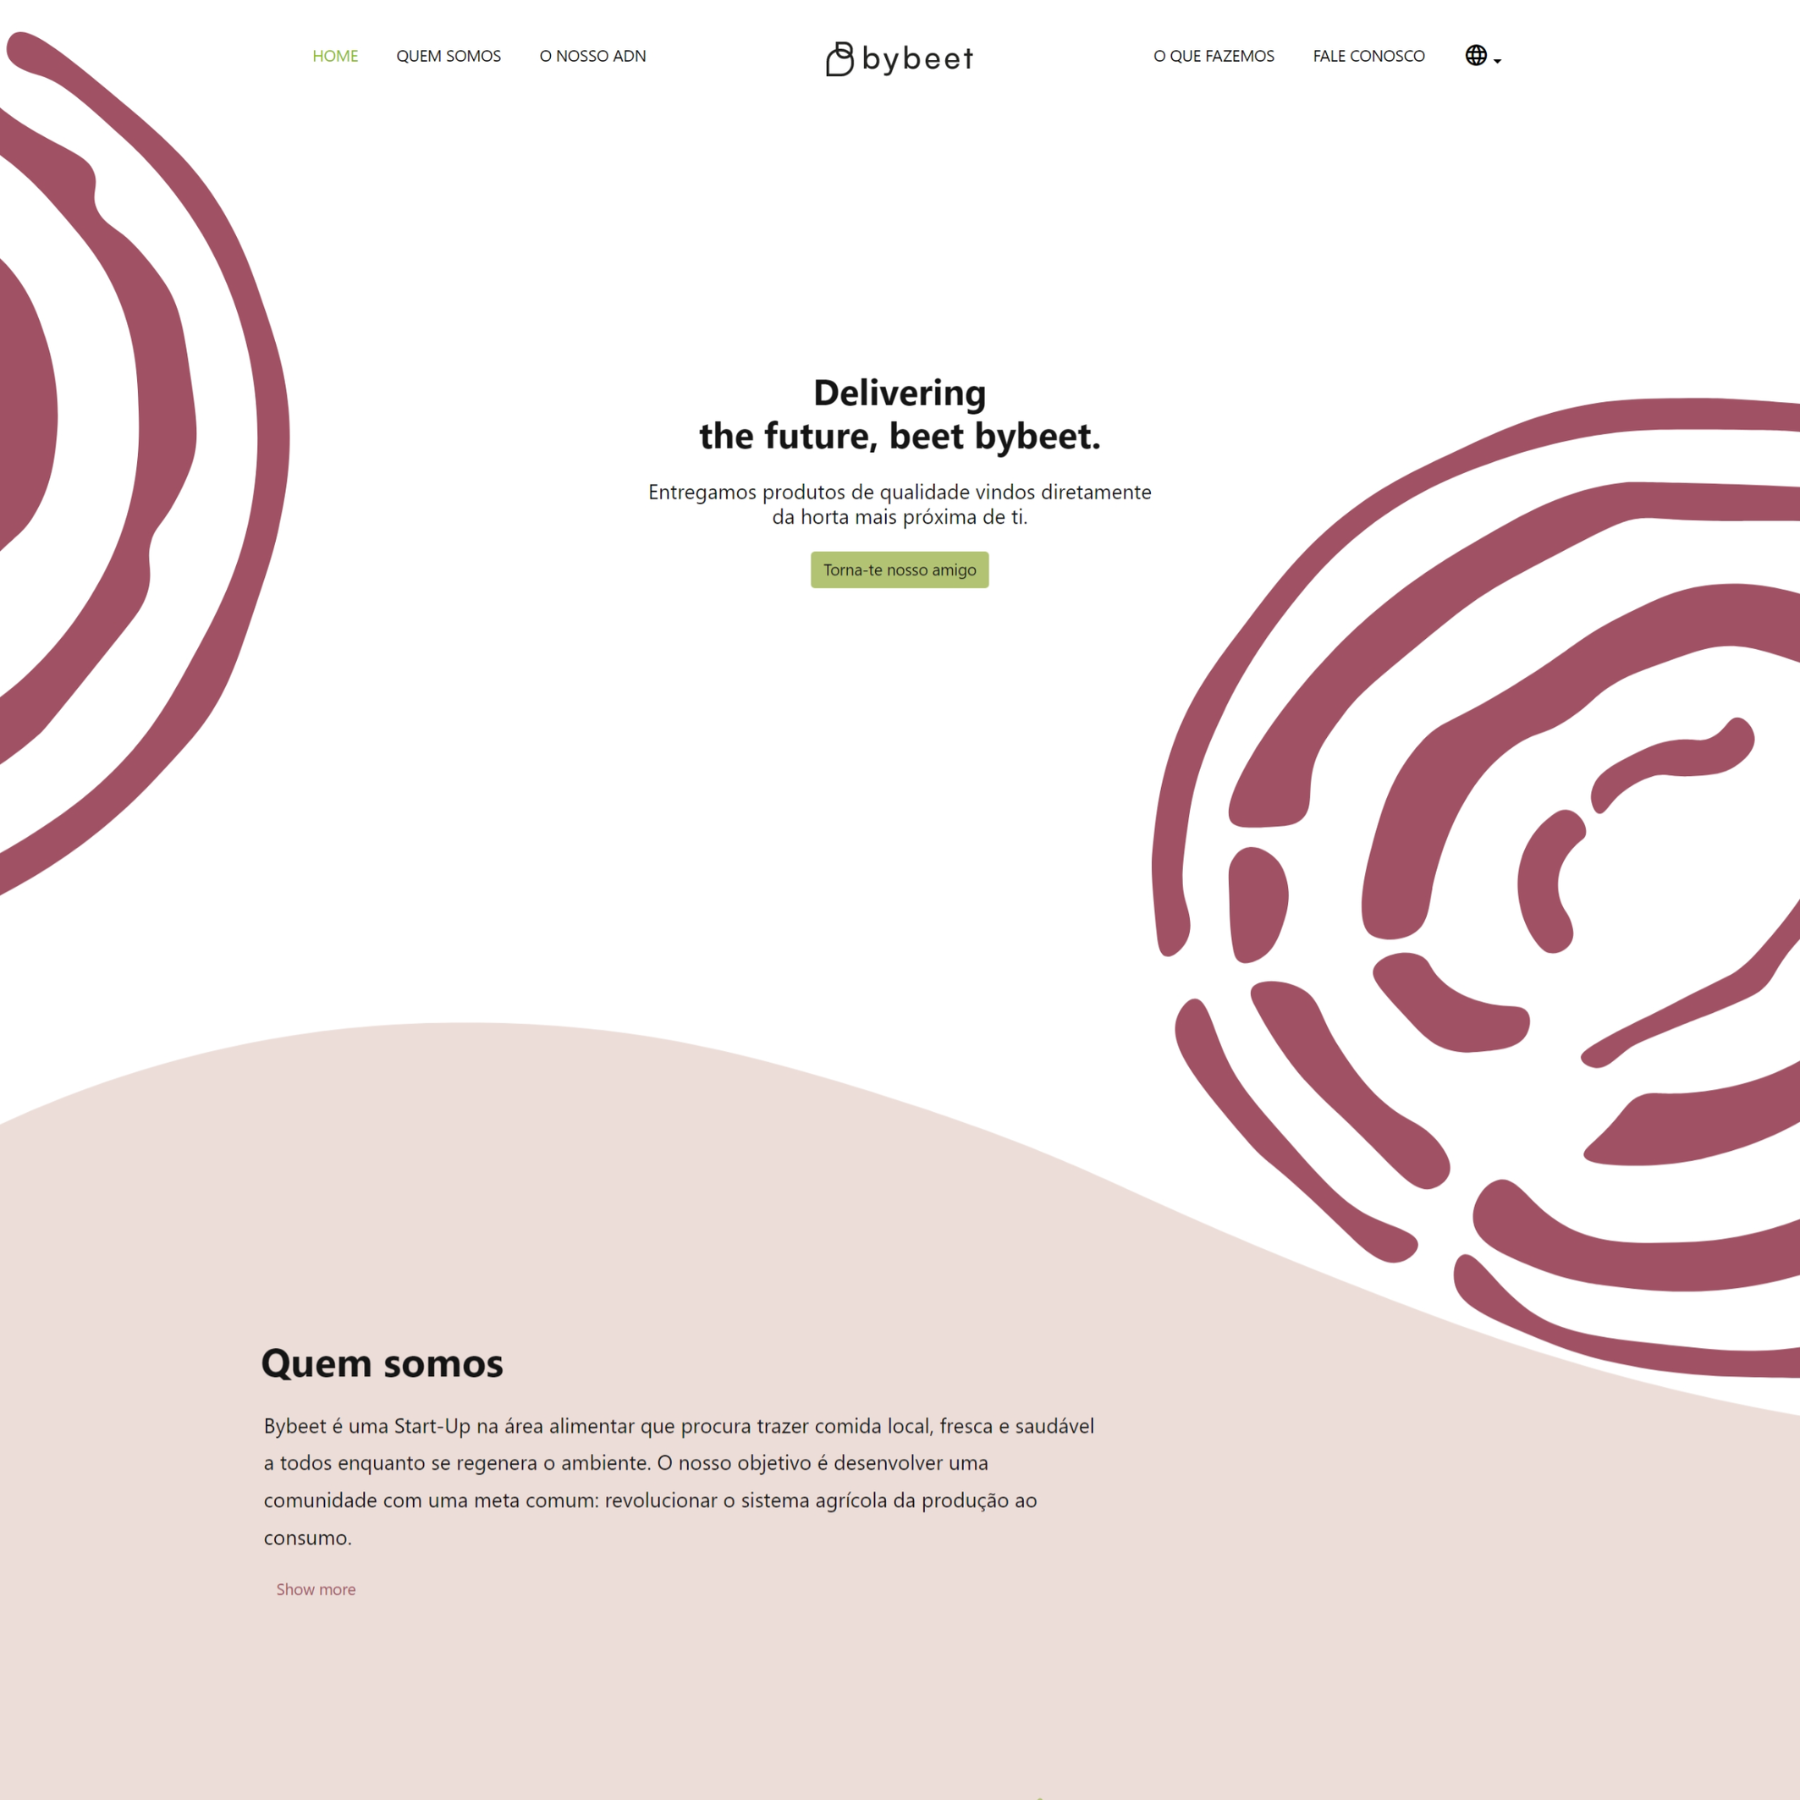 HOME
QUEM SOMOS
O NOSSO ADN
bybeet
O QUE FAZEMOS
FALE CONOSCO
Delivering
the future, beet bybeet.
Entregamos produtos de qualidade vindos diretamente
da horta mais próxima de ti.
Torna-te nosso amigo
Quem somos
Bybeet é uma Start-Up na área alimentar que procura trazer comida local, fresca e saudável
a todos enquanto se regenera o ambiente. O nosso objetivo é desenvolver uma
comunidade com uma meta comum: revolucionar o sistema agrícola da produção ao
consumo.
Show more